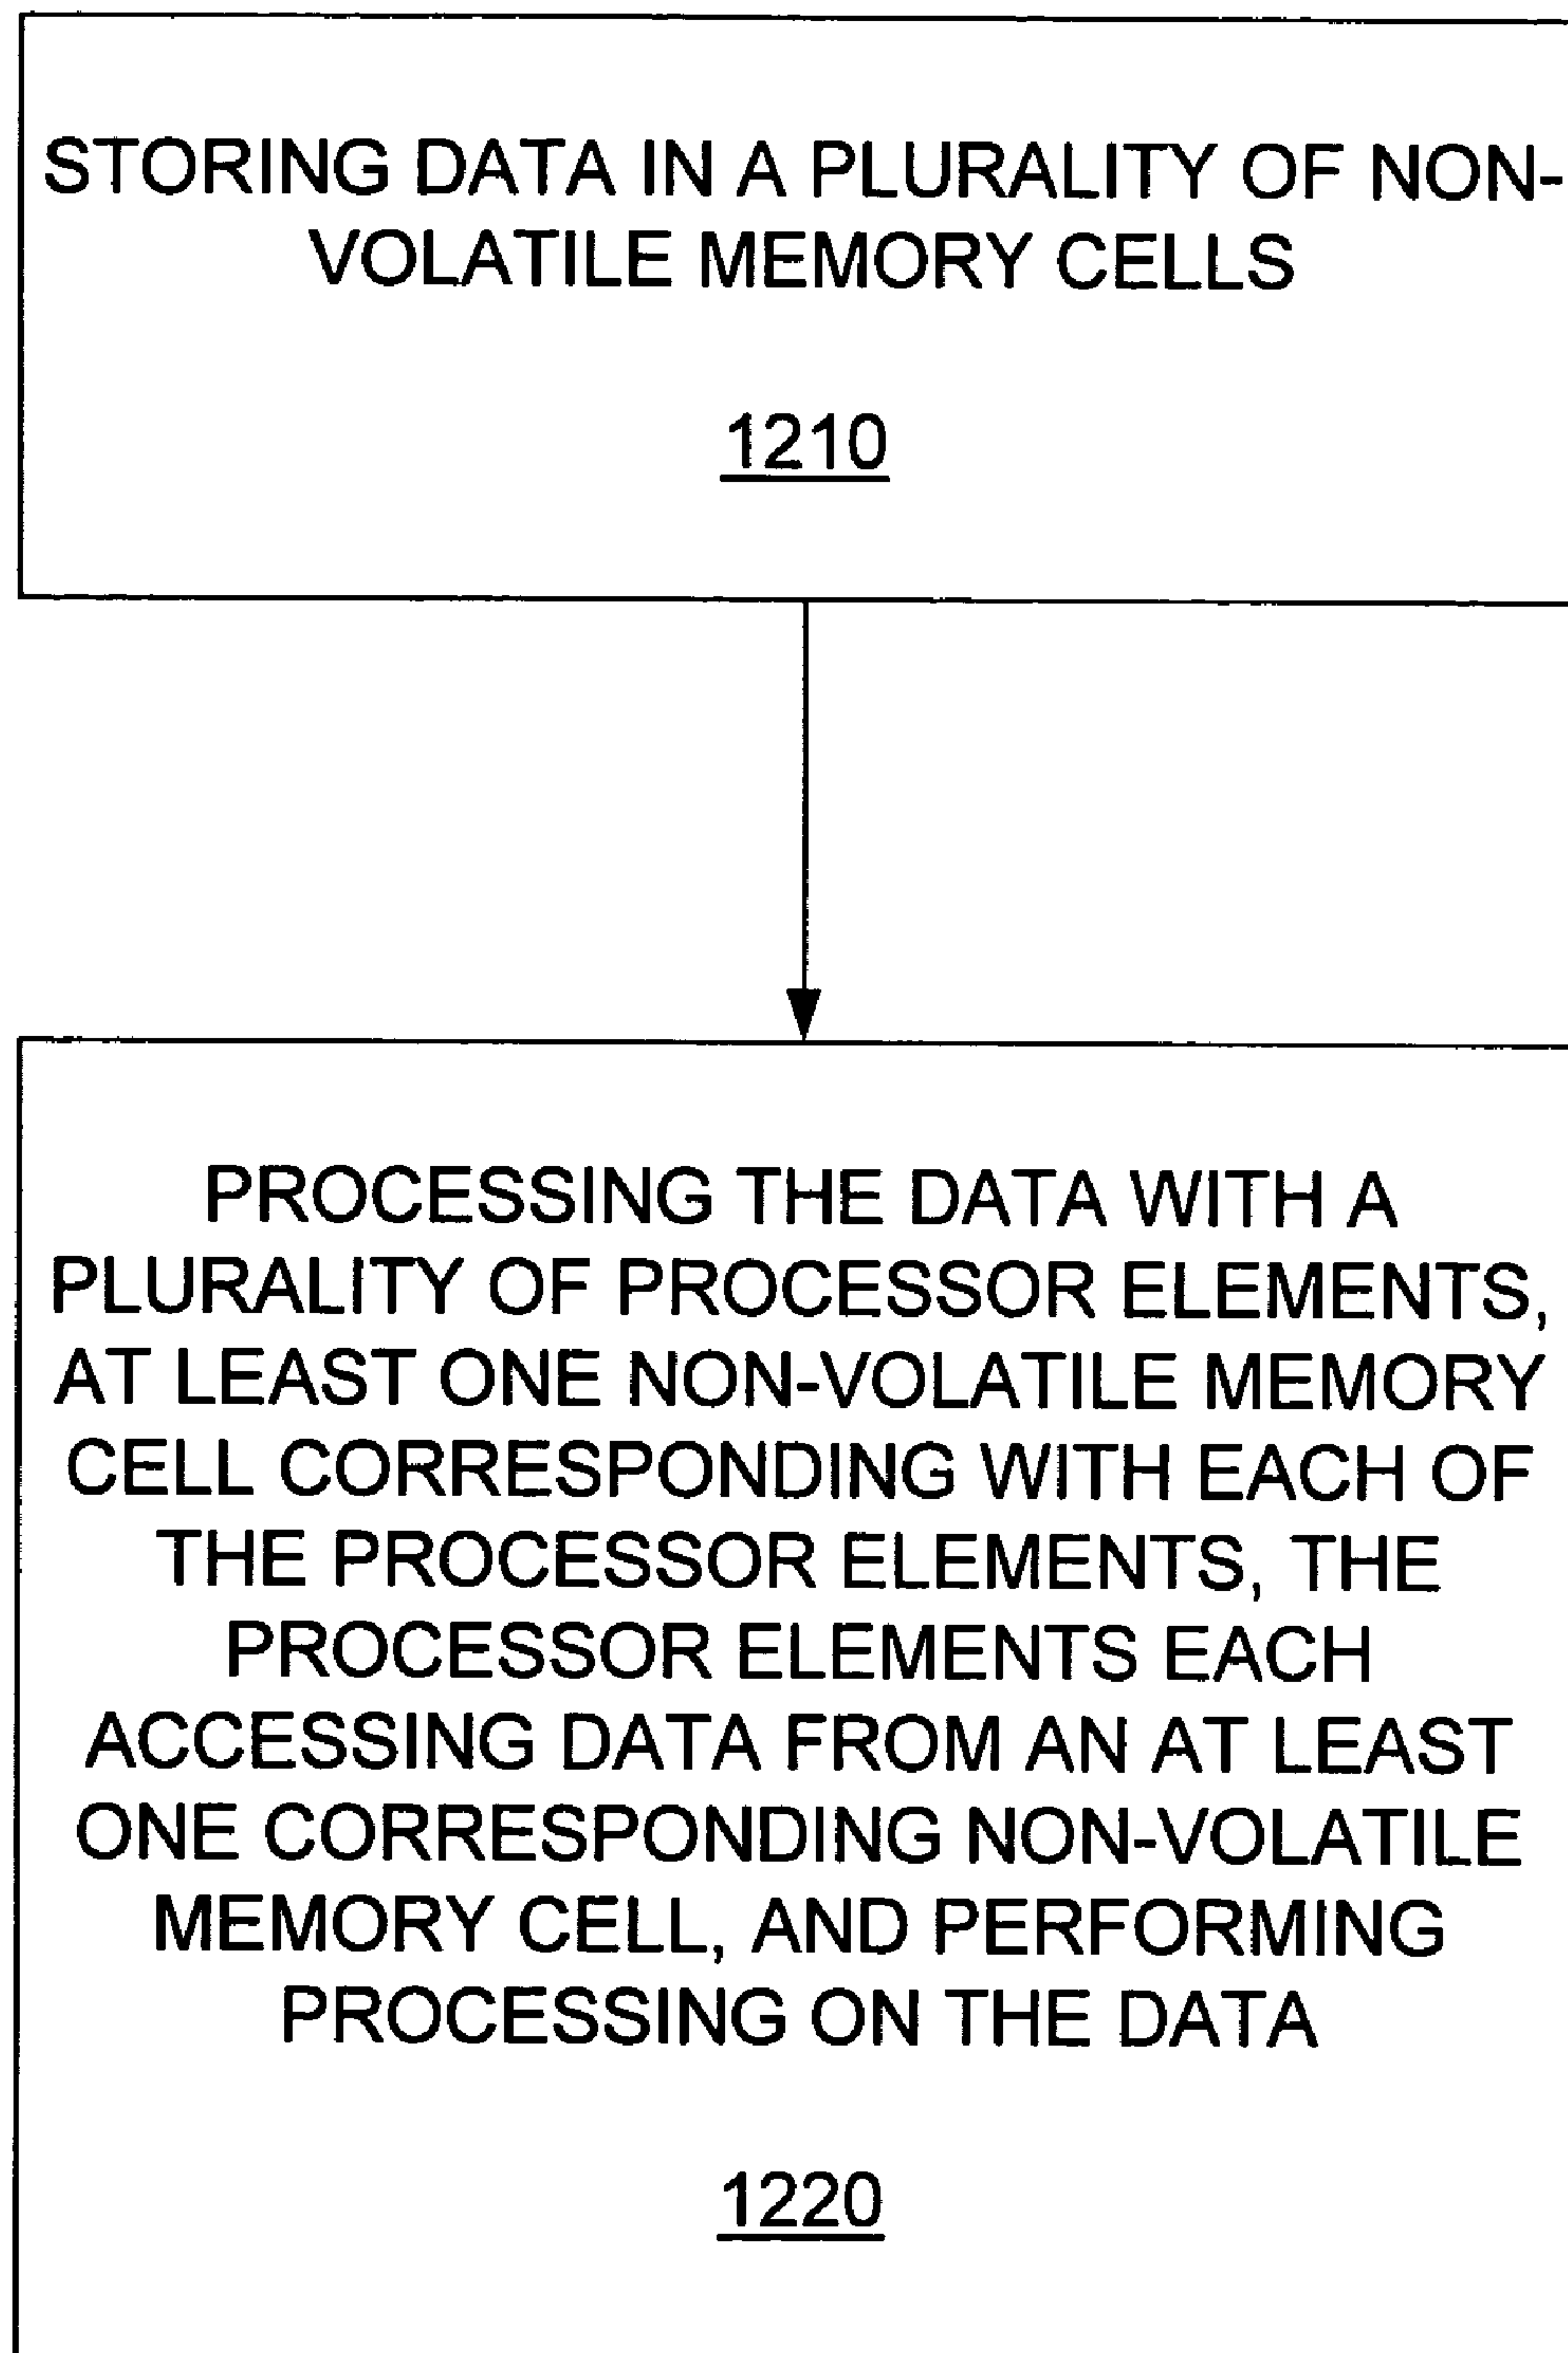 STORING DATA IN A PLURALITY OF NON-
VOLATILE MEMORY CELLS
1210
PROCESSING THE DATA WITH A
PLURALITY OF PROCESSOR ELEMENTS,
AT LEAST ONE NON-VOLATILE MEMORY
CELL CORRESPONDING WITH EACH OF
THE PROCESSOR ELEMENTS, THE
PROCESSOR ELEMENTS EACH
ACCESSING DATA FROM AN AT LEAST
ONE CORRESPONDING NON-VOLATILE
MEMORY CELL, AND PERFORMING
PROCESSING ON THE DATA
1220